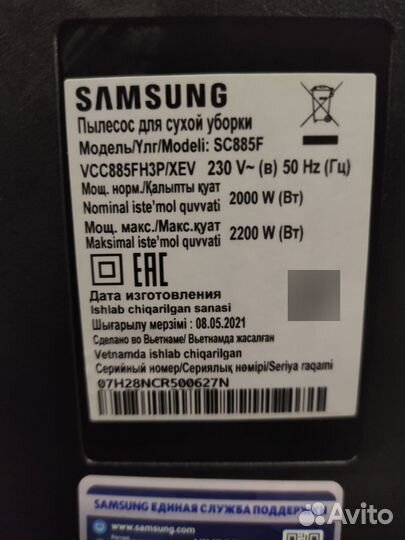 SAMSUNG
Пылесос для сухой уборки
Модель/Үлг/Modeli: SC885F
VCC885FH3P/XEV 230 V~ (в) 50 Hz (Гц)
Мощ. норм./Қалыпты қуат
Nominal iste'mol quvvati 2000 W (Вт)
Мощ. макс./Макс.қуат
Maksimal iste'mol quvvati 2200 W (Вт)
EAC
Дата изготовления
Ishlab chiqarilgan sanasi
Шығарылу мерзімі : 08.05.2021
Сделано во Вьетнаме/ Вьетнамда жасалған
Vetnamda ishlab chiqarilgan
Серийный номер/Сериялық нөмірі/Seriya raqami
07H28NCR500627N
SAMSUNG ЕДИНАЯ СЛУЖБА ПОДДЕРЖКИ
www.samsung.com
Avito